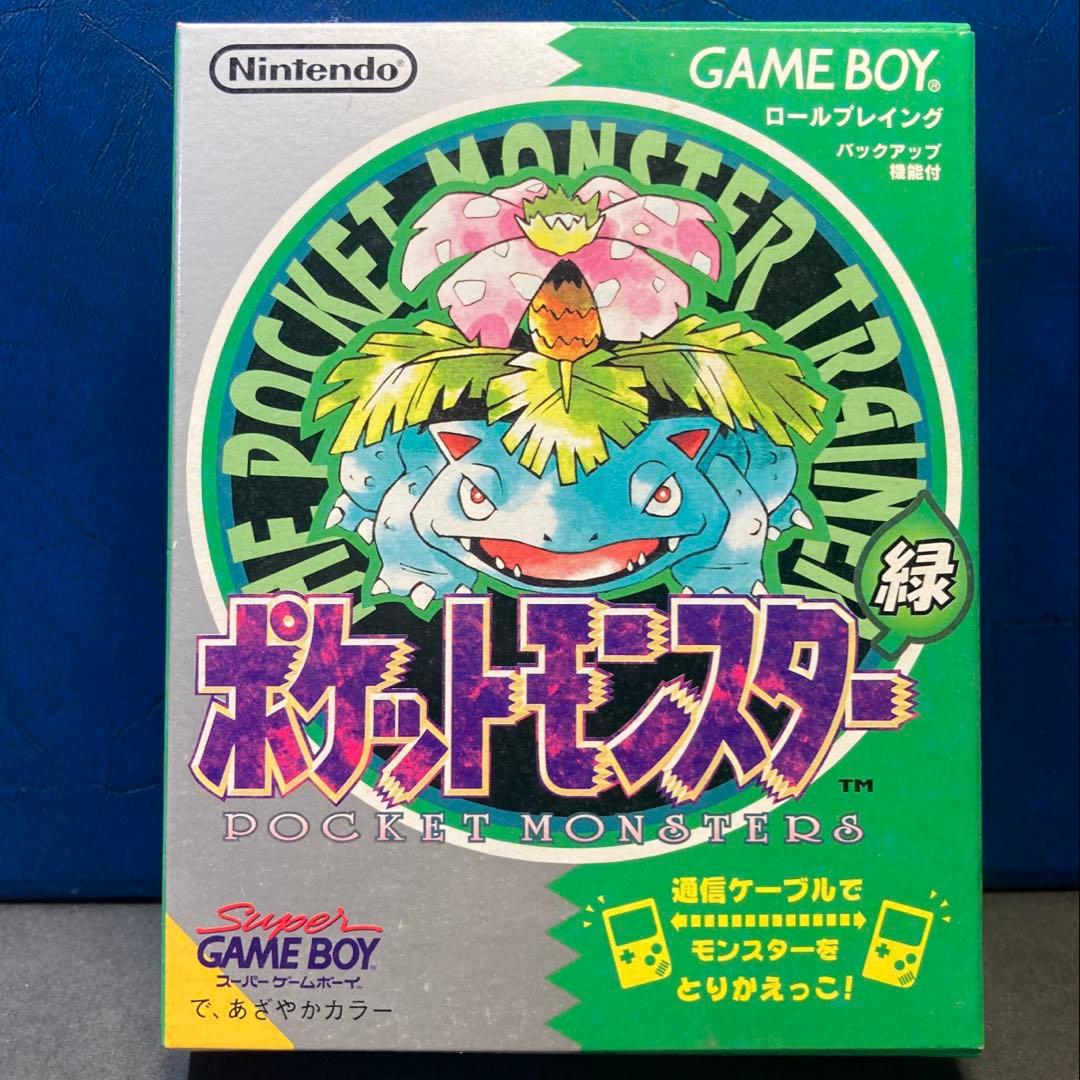 Nintendo®
GAME BOY®
ロールプレイング
バックアップ
機能付
THE POCKET MONSTER TRAINER
緑
ポケットモンスター
TM
POCKET MONSTERS
通信ケーブルで
モンスターを
とりかえっこ!
Super
GAME BOY
スーパーゲームボーイ
で、あざやかカラー